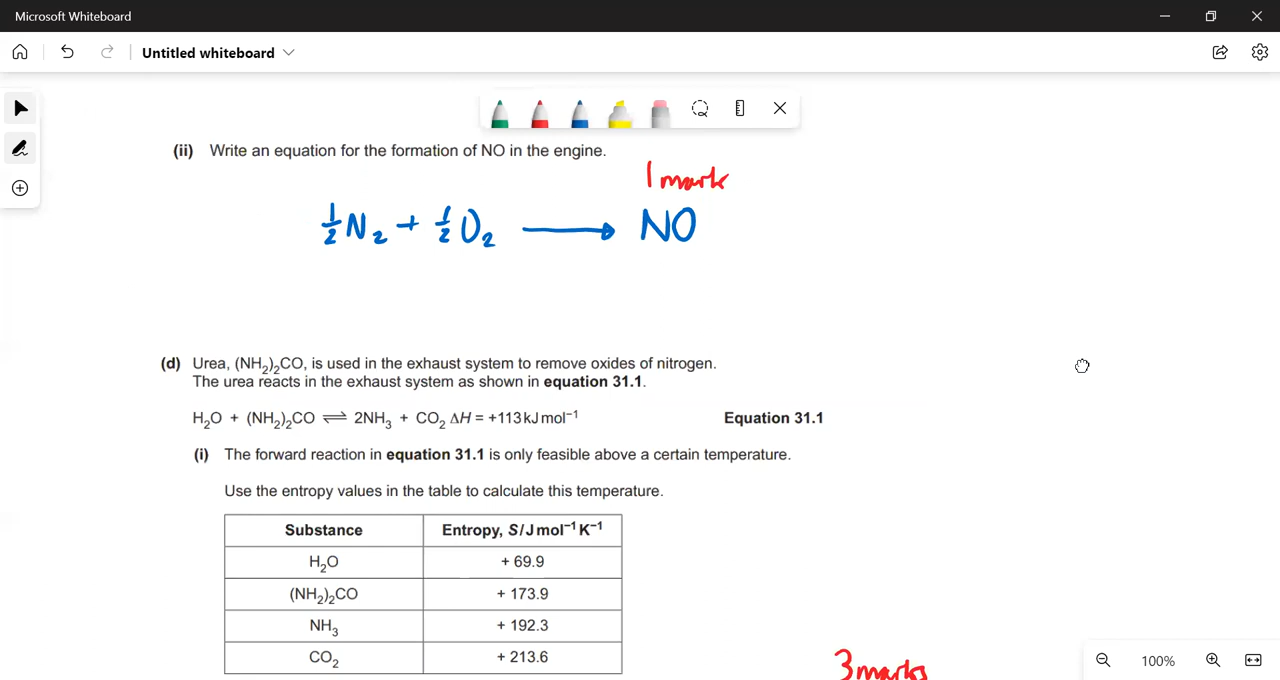 Microsoft Whiteboard
Untitled whiteboard
(ii) Write an equation for the formation of NO in the engine.
1 mark
½N₂ + ½O₂ ⟶ NO
(d) Urea, (NH₂)₂CO, is used in the exhaust system to remove oxides of nitrogen.
The urea reacts in the exhaust system as shown in equation 31.1.
H₂O + (NH₂)₂CO ⇌ 2NH₃ + CO₂ ΔH = +113 kJ mol⁻¹ Equation 31.1
(i) The forward reaction in equation 31.1 is only feasible above a certain temperature.
Use the entropy values in the table to calculate this temperature.
Substance Entropy, S/J mol⁻¹ K⁻¹
H₂O + 69.9
(NH₂)₂CO + 173.9
NH₃ + 192.3
CO₂ + 213.6
3 marks
100%